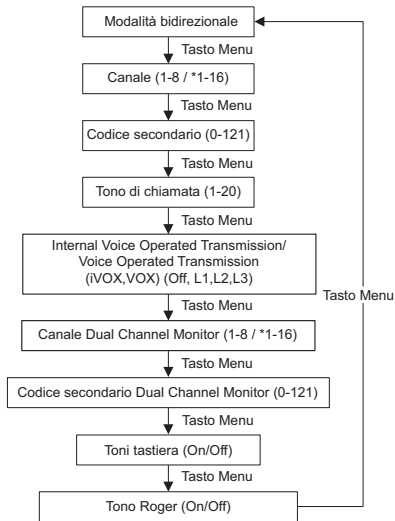 Modalità bidirezionale
Tasto Menu
Canale (1-8 / *1-16)
Tasto Menu
Codice secondario (0-121)
Tasto Menu
Tono di chiamata (1-20)
Tasto Menu
Internal Voice Operated Transmission/
Voice Operated Transmission
(iVOX,VOX) (Off, L1,L2,L3)
Tasto Menu
Tasto Menu
Canale Dual Channel Monitor (1-8 / *1-16)
Tasto Menu
Codice secondario Dual Channel Monitor (0-121)
Tasto Menu
Toni tastiera (On/Off)
Tasto Menu
Tono Roger (On/Off)